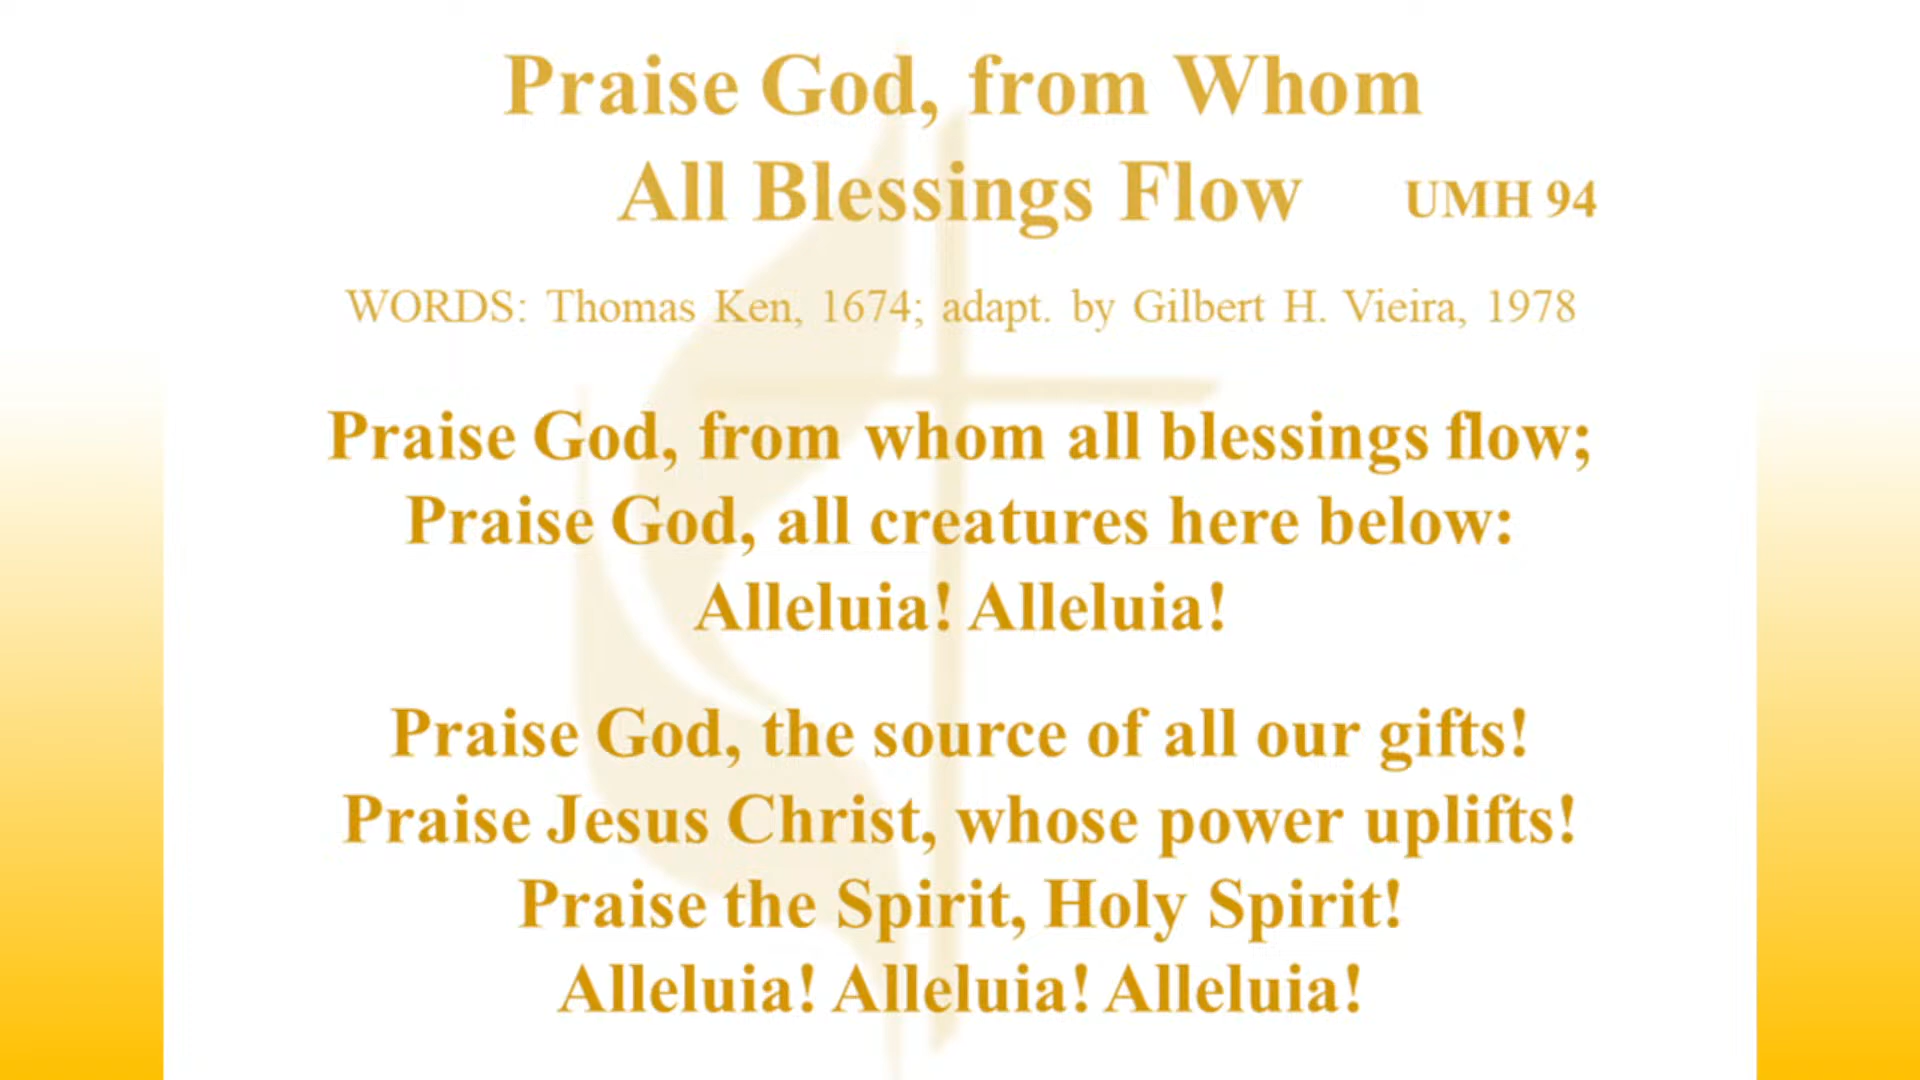 Praise God, from Whom
All Blessings Flow UMH 94
WORDS: Thomas Ken, 1674; adapt. by Gilbert H. Vieira, 1978
Praise God, from whom all blessings flow;
Praise God, all creatures here below:
Alleluia! Alleluia!
Praise God, the source of all our gifts!
Praise Jesus Christ, whose power uplifts!
Praise the Spirit, Holy Spirit!
Alleluia! Alleluia! Alleluia!